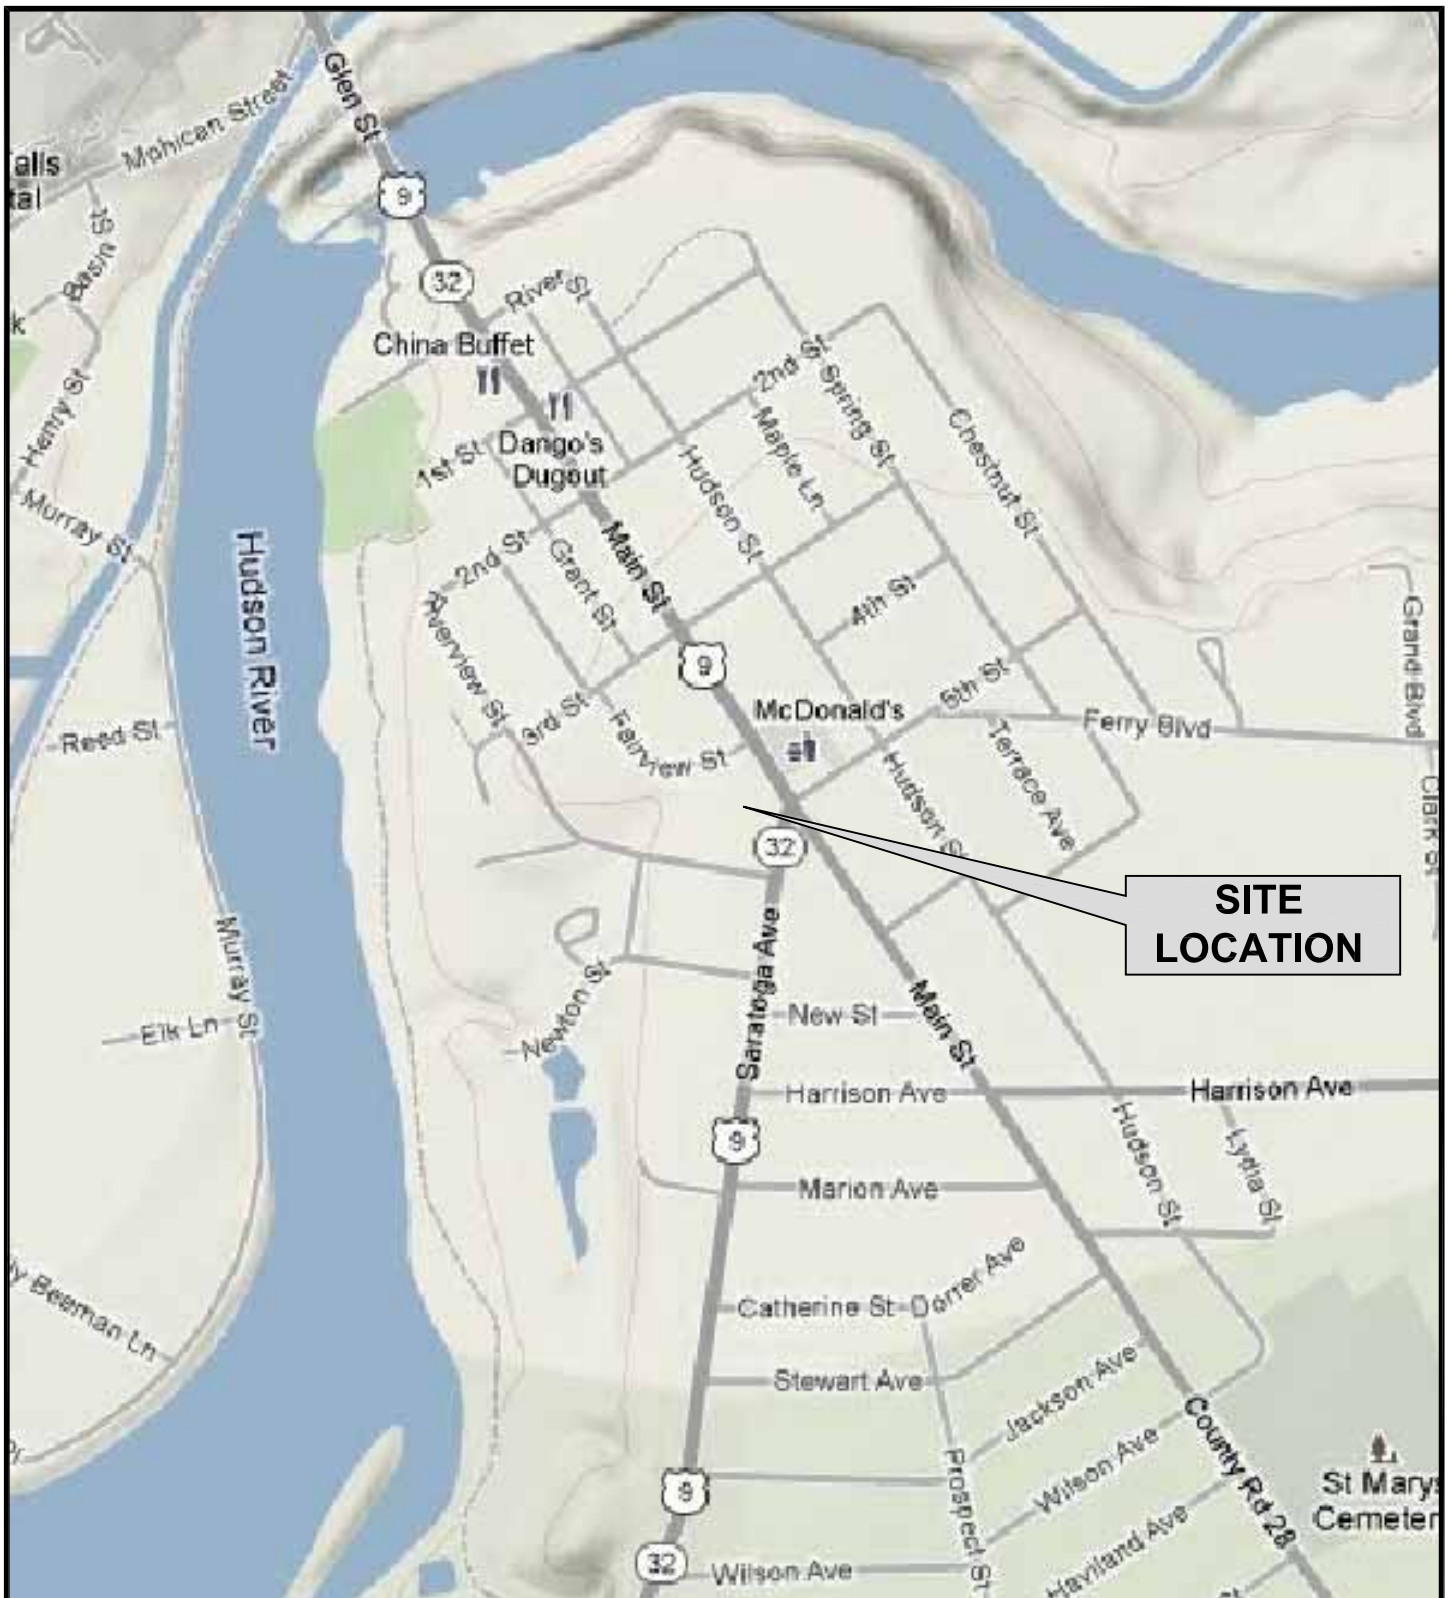 Glen St
Mohican Street
alls
tal
9
Basin St
32
River St
k
China Buffet
2nd St
Spring St
Henry St
Maple Ln
Chestnut St
1st St
Dango's
Dugout
Hudson St
Murray St
Hudson River
2nd St
Grant St
Main St
4th St
Riverview St
Grand Blvd
9
5th St
McDonald's
3rd St
Fairview St
Ferry Blvd
Reed St
Terrace Ave
Hudson St
Clark St
32
SITE
LOCATION
Murray St
Saratoga Ave
Newton St
New St
Main St
Elk Ln
Harrison Ave
Harrison Ave
9
Hudson St
Lydia St
Marion Ave
ly Beeman Ln
Catherine St
Dorrer Ave
Stewart Ave
Jackson Ave
County Rd 28
Wilson Ave
Prospect St
St Marys
Cemeter
9
Haviland Ave
32
Wilson Ave
St